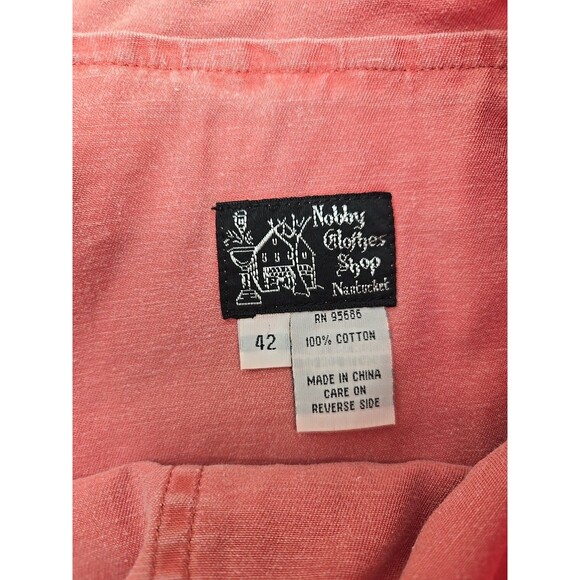 Nobby
Clothes
Shop
Nantucket
42
RN 95686
100% COTTON
MADE IN CHINA
CARE ON
REVERSE SIDE